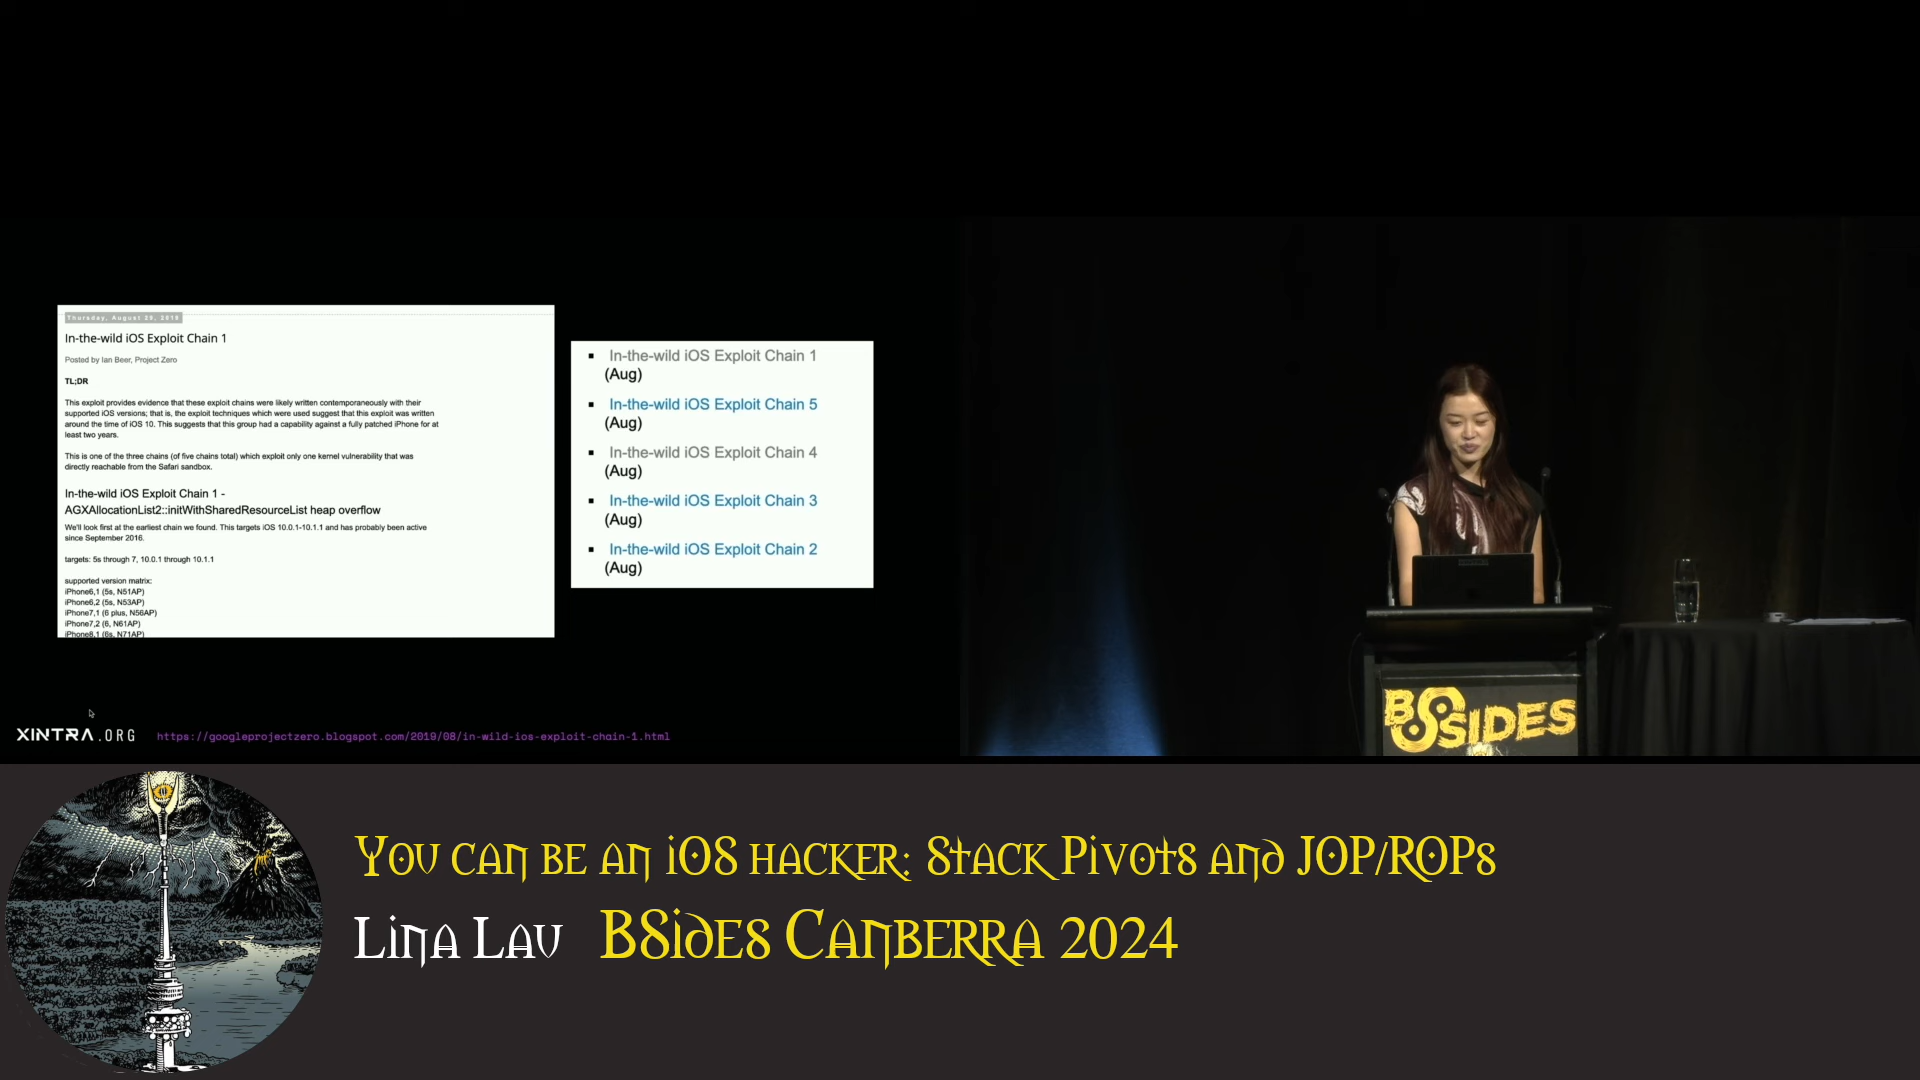 Thursday, August 29, 2019
In-the-wild iOS Exploit Chain 1
Posted by Ian Beer, Project Zero
TL;DR
This exploit provides evidence that these exploit chains were likely written contemporaneously with their
supported iOS versions; that is, the exploit techniques which were used suggest that this exploit was written
around the time of iOS 10. This suggests that this group had a capability against a fully patched iPhone for at
least two years.
This is one of the three chains (of five chains total) which exploit only one kernel vulnerability that was
directly reachable from the Safari sandbox.
In-the-wild iOS Exploit Chain 1 -
AGXAllocationList2::initWithSharedResourceList heap overflow
We'll look first at the earliest chain we found. This targets iOS 10.0.1-10.1.1 and has probably been active
since September 2016.
targets: 5s through 7, 10.0.1 through 10.1.1
supported version matrix:
iPhone6,1 (5s, N51AP)
iPhone6,2 (5s, N53AP)
iPhone7,1 (6 plus, N56AP)
iPhone7,2 (6, N61AP)
iPhone8,1 (6s, N71AP)
In-the-wild iOS Exploit Chain 1
(Aug)
In-the-wild iOS Exploit Chain 5
(Aug)
In-the-wild iOS Exploit Chain 4
(Aug)
In-the-wild iOS Exploit Chain 3
(Aug)
In-the-wild iOS Exploit Chain 2
(Aug)
XINTRA.ORG
https://googleprojectzero.blogspot.com/2019/08/in-wild-ios-exploit-chain-1.html
BSIDES
You can be an iOS hacker: Stack Pivots and JOP/ROPs
Lina Lau BSides Canberra 2024